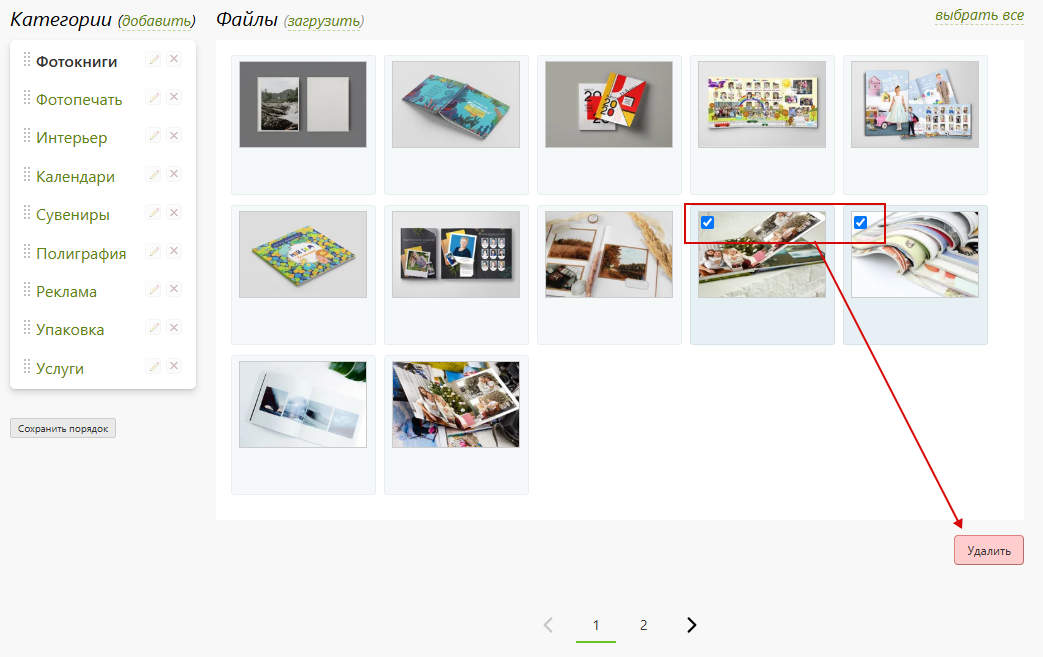 Категории (добавить)
Файлы (загрузить)
выбрать все
Фотокниги
Фотопечать
Интерьер
Календари
Сувениры
Полиграфия
Реклама
Упаковка
Услуги
Сохранить порядок
Удалить
1 2